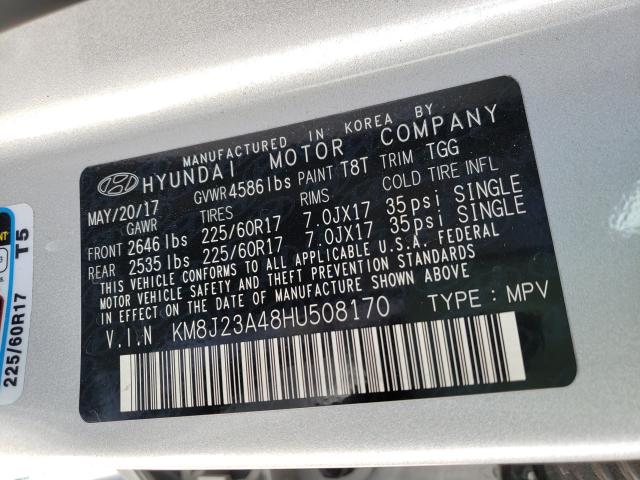 MANUFACTURED IN KOREA BY
HYUNDAI MOTOR COMPANY
MAY/20/17 GVWR 4586 lbs PAINT T8T TRIM TGG
GAWR TIRES RIMS COLD TIRE INFL
FRONT 2646 lbs 225/60R17 7.0JX17 35psi SINGLE
REAR 2535 lbs 225/60R17 7.0JX17 35psi SINGLE
THIS VEHICLE CONFORMS TO ALL APPLICABLE U.S.A. FEDERAL
MOTOR VEHICLE SAFETY STANDARDS IN EFFECT ON THE
DATE OF MANUFACTURE SHOWN ABOVE.
V.I.N KM8J23A48HU508170 TYPE : MPV
225/60R17 T5